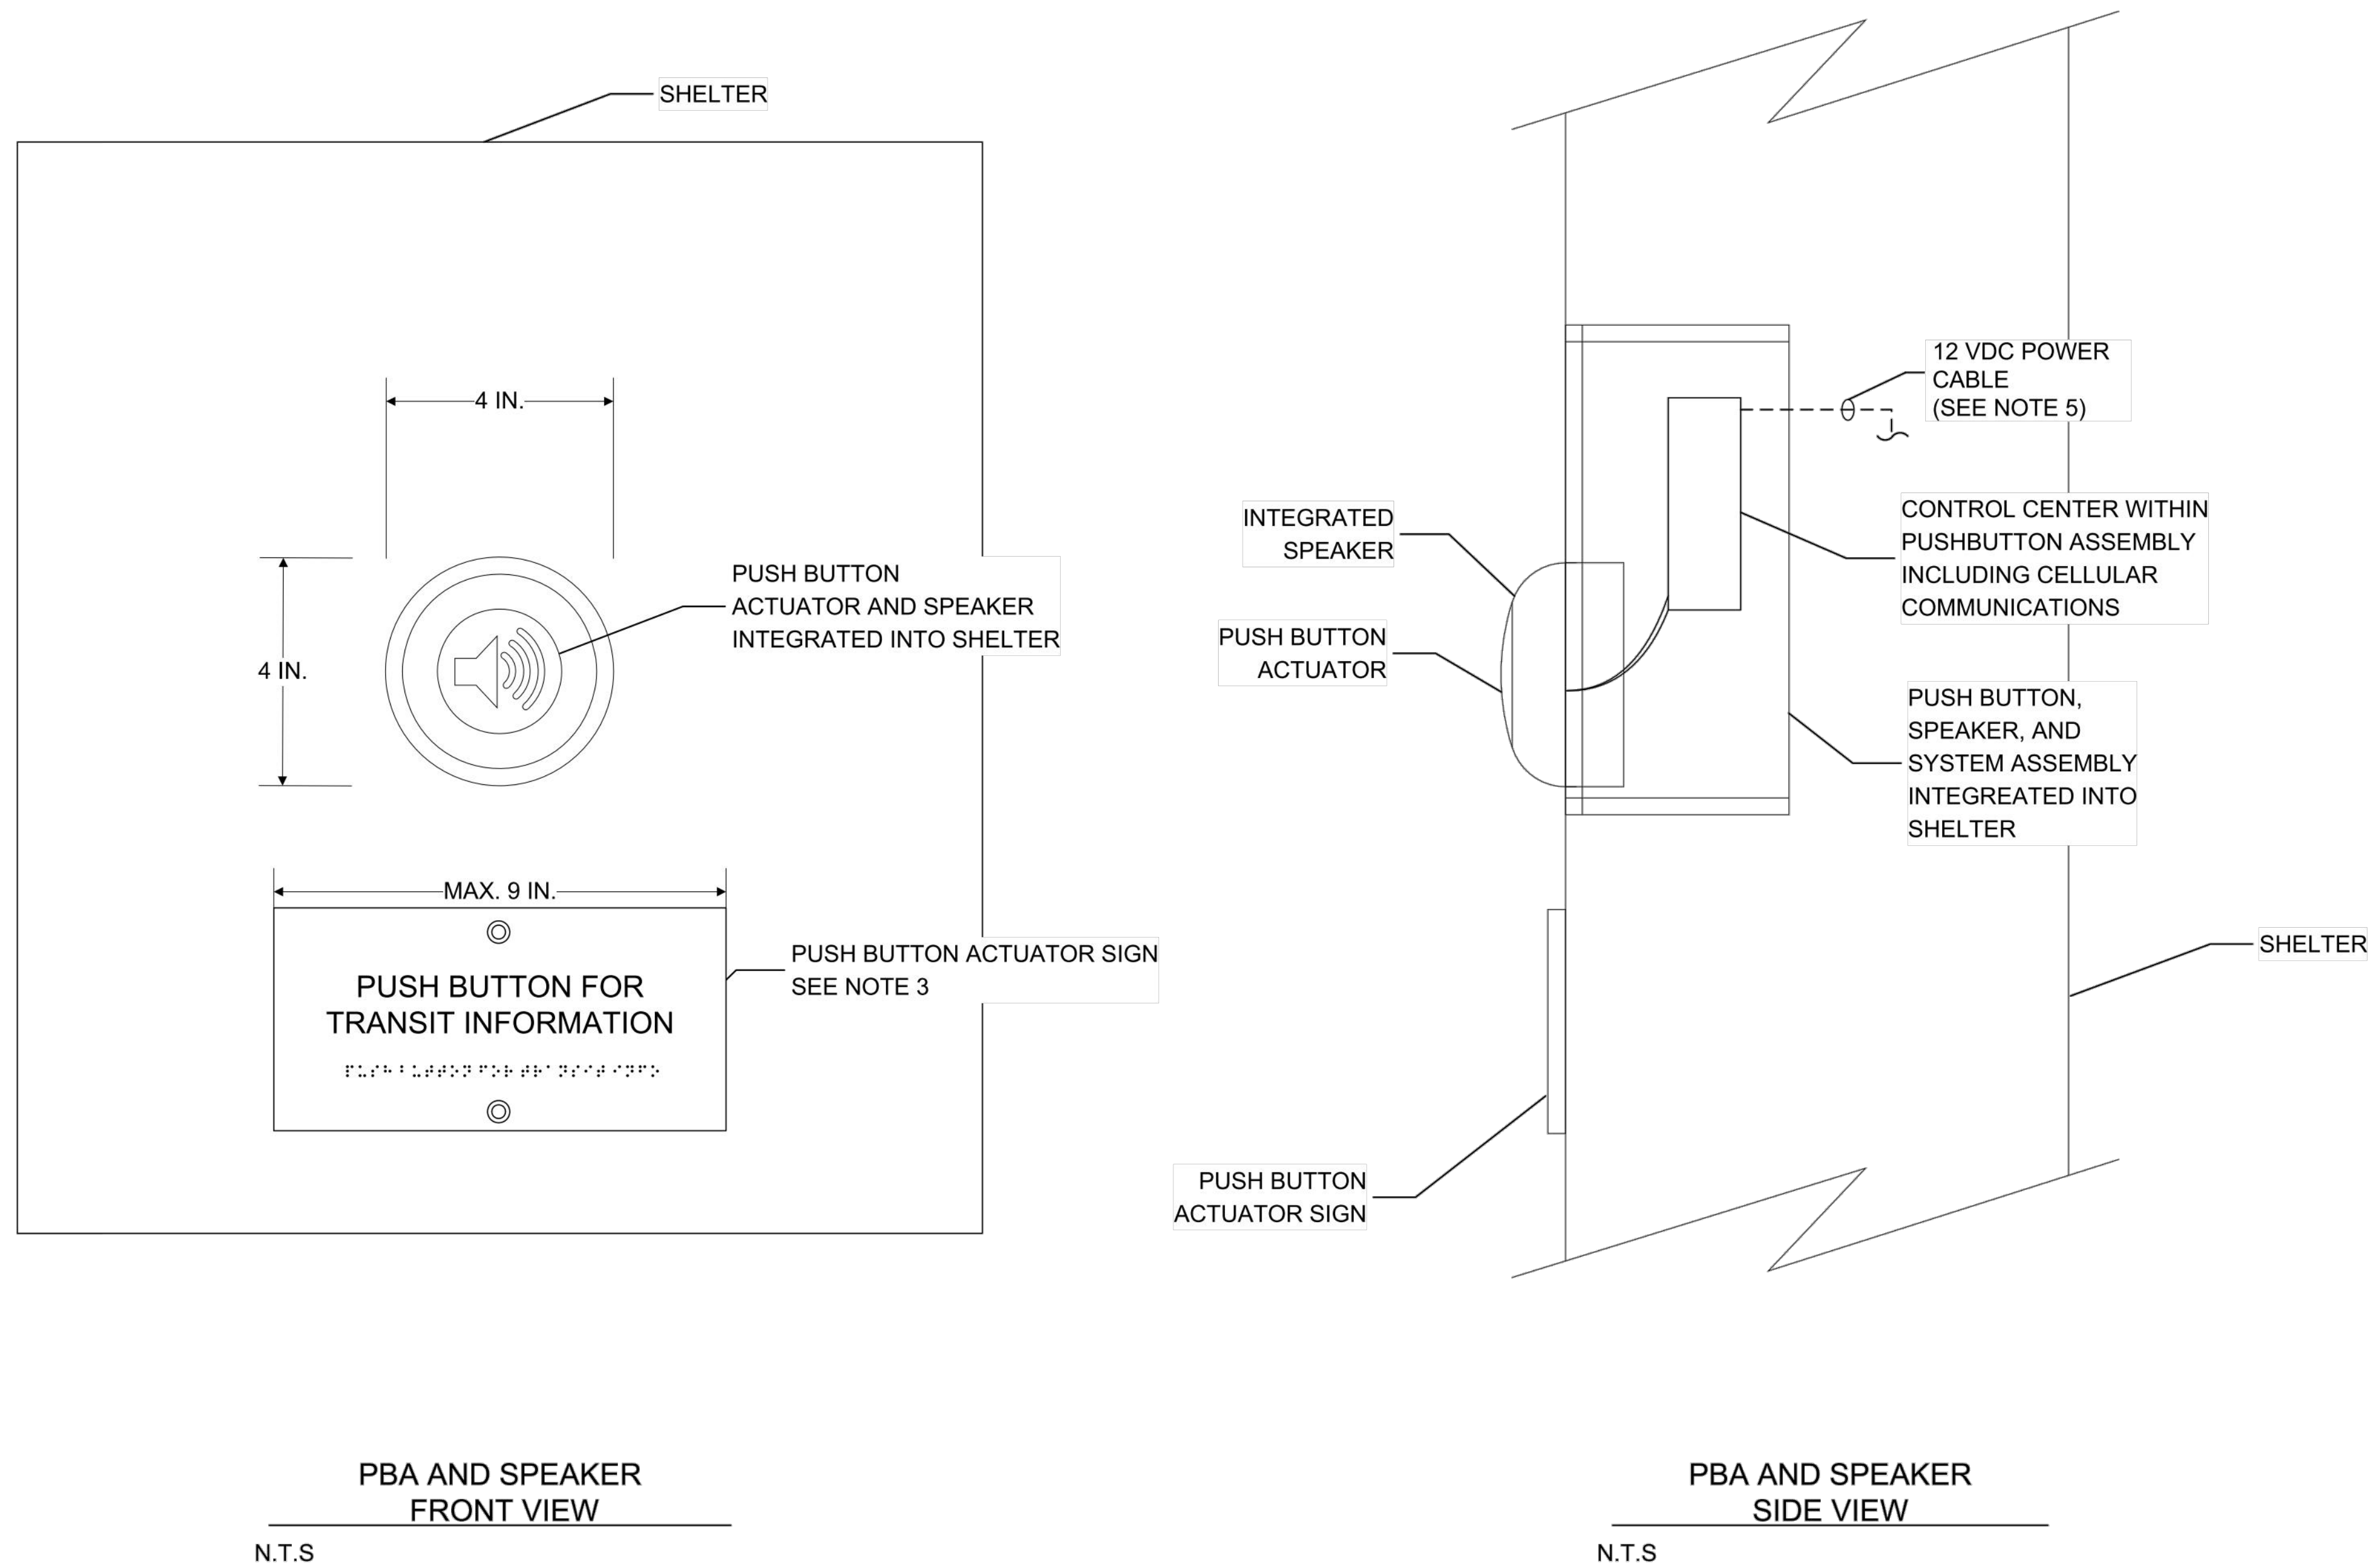 SHELTER
4 IN.
4 IN.
PUSH BUTTON
ACTUATOR AND SPEAKER
INTEGRATED INTO SHELTER
MAX. 9 IN.
PUSH BUTTON FOR
TRANSIT INFORMATION
⠏⠥⠎⠓ ⠃⠥⠞⠞⠕⠝ ⠋⠕⠗ ⠞⠗⠁⠝⠎⠊⠞ ⠊⠝⠋⠕
PUSH BUTTON ACTUATOR SIGN
SEE NOTE 3
PBA AND SPEAKER
FRONT VIEW
N.T.S
12 VDC POWER
CABLE
(SEE NOTE 5)
INTEGRATED
SPEAKER
CONTROL CENTER WITHIN
PUSHBUTTON ASSEMBLY
INCLUDING CELLULAR
COMMUNICATIONS
PUSH BUTTON
ACTUATOR
PUSH BUTTON,
SPEAKER, AND
SYSTEM ASSEMBLY
INTEGREATED INTO
SHELTER
SHELTER
PUSH BUTTON
ACTUATOR SIGN
PBA AND SPEAKER
SIDE VIEW
N.T.S